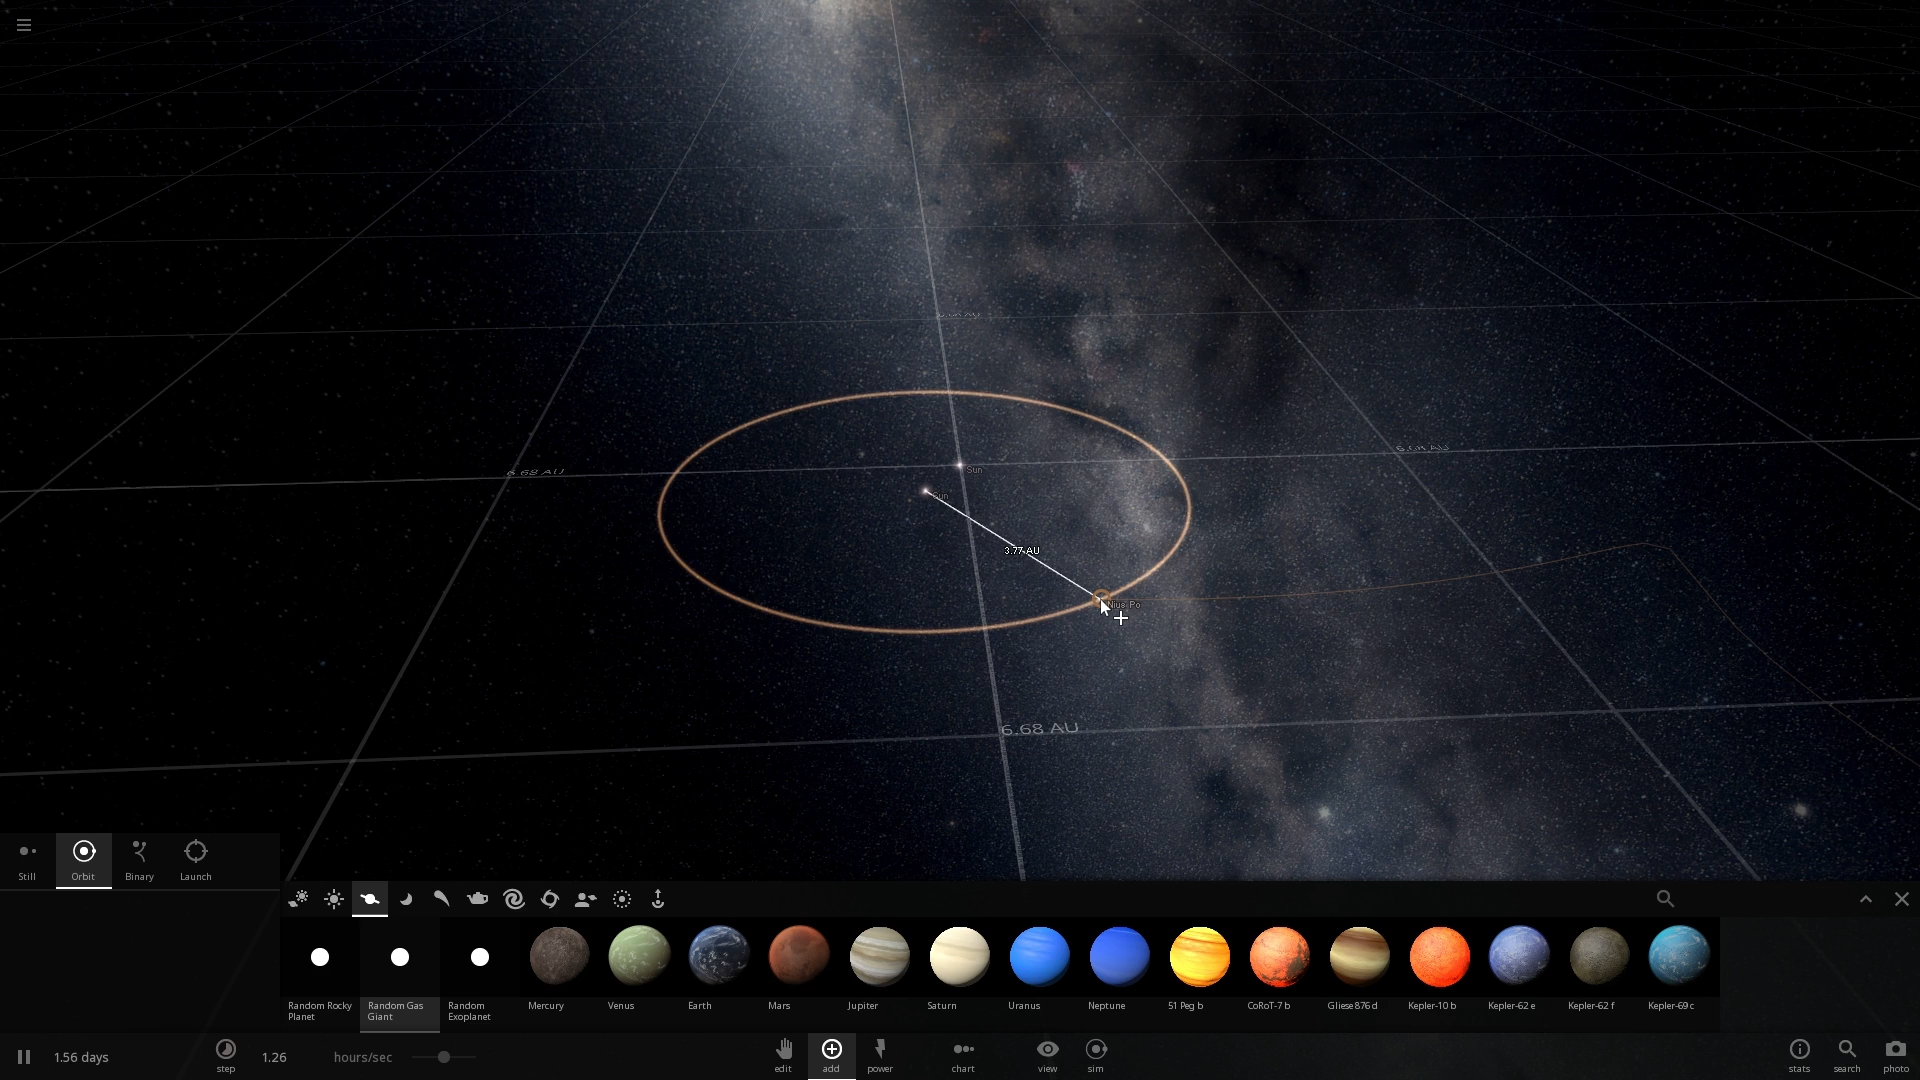 Sun
6.68 AU
Sun
3.77 AU
Nius Po
6.68 AU
Still
Orbit
Binary
Launch
Random Rocky Planet
Random Gas Giant
Random Exoplanet
Mercury
Venus
Earth
Mars
Jupiter
Saturn
Uranus
Neptune
51 Peg b
CoRoT-7 b
Gliese 876 d
Kepler-10 b
Kepler-62 e
Kepler-62 f
Kepler-69 c
1.56 days
step
1.26
hours/sec
edit
add
power
chart
view
sim
stats
search
photo